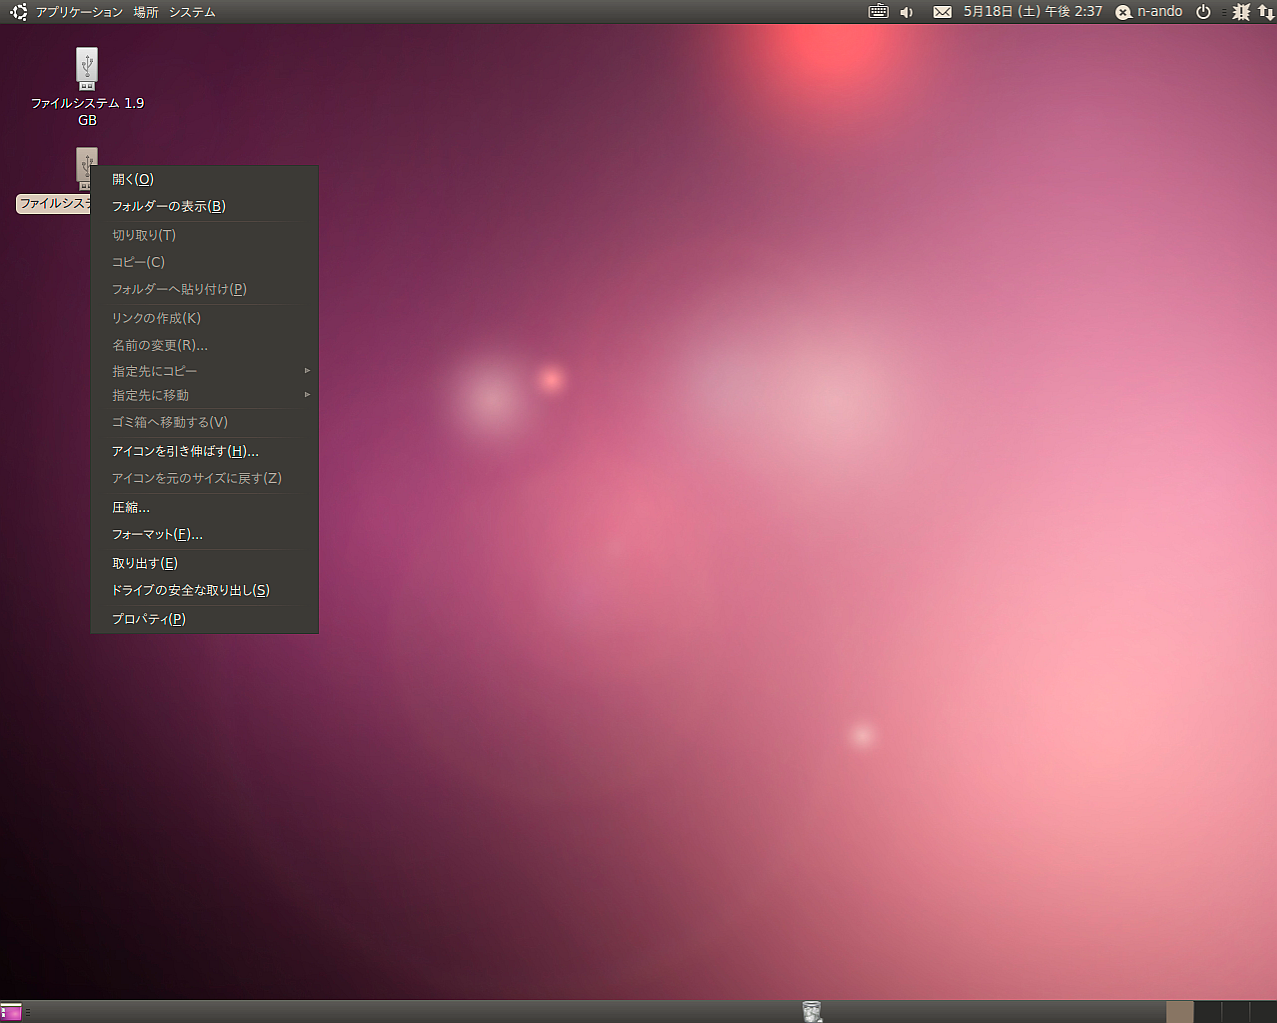 アプリケーション 場所 システム
5月18日 (土) 午後 2:37
n-ando
ファイルシステム 1.9
GB
ファイルシス
開く(O)
フォルダーの表示(B)
切り取り(T)
コピー(C)
フォルダーへ貼り付け(P)
リンクの作成(K)
名前の変更(R)...
指定先にコピー
指定先に移動
ゴミ箱へ移動する(V)
アイコンを引き伸ばす(H)...
アイコンを元のサイズに戻す(Z)
圧縮...
フォーマット(F)...
取り出す(E)
ドライブの安全な取り出し(S)
プロパティ(P)